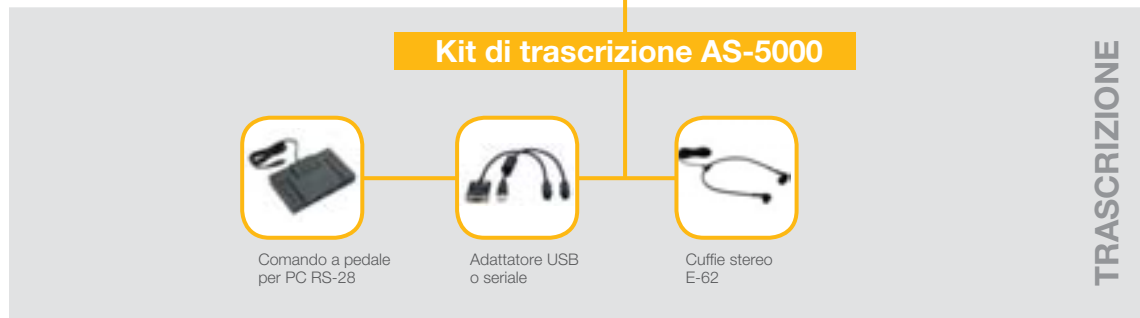 Kit di trascrizione AS-5000
TRASCRIZIONE
Comando a pedale
per PC RS-28
Adattatore USB
o seriale
Cuffie stereo
E-62